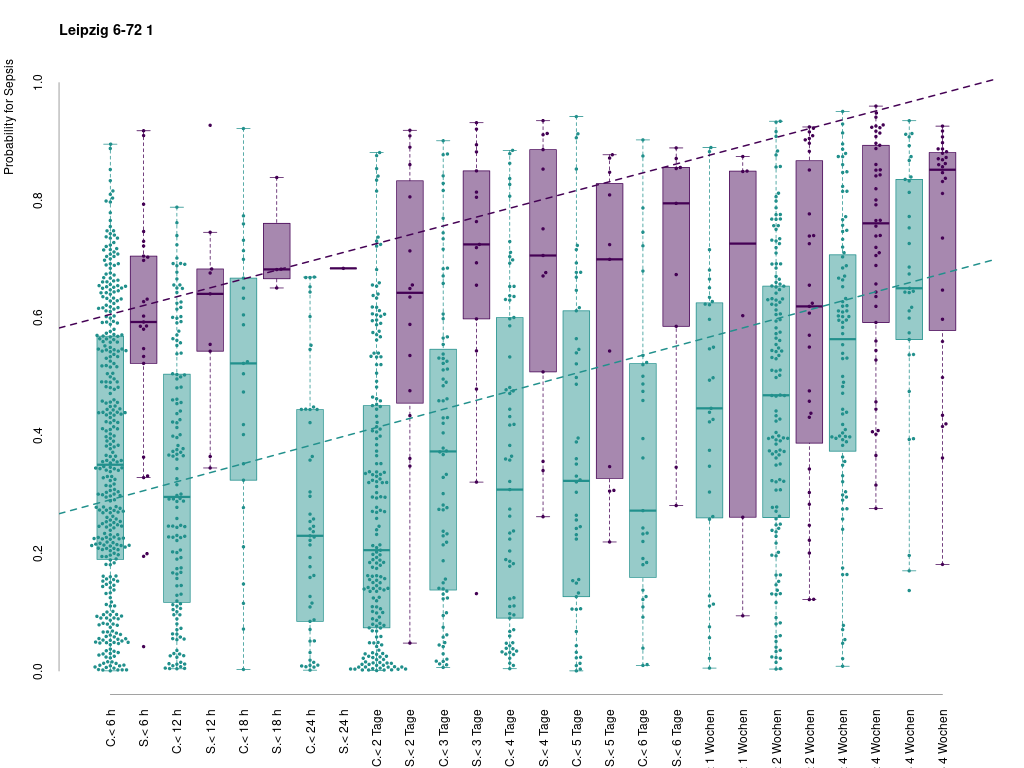 Leipzig 6-72 1
Probability for Sepsis
1.0
0.8
0.6
0.4
0.2
0.0
C.< 6 h
S.< 6 h
C.< 12 h
S.< 12 h
C.< 18 h
S.< 18 h
C.< 24 h
S.< 24 h
C.< 2 Tage
S.< 2 Tage
C.< 3 Tage
S.< 3 Tage
C.< 4 Tage
S.< 4 Tage
C.< 5 Tage
S.< 5 Tage
C.< 6 Tage
S.< 6 Tage
1 Wochen
1 Wochen
2 Wochen
2 Wochen
4 Wochen
4 Wochen
4 Wochen
4 Wochen